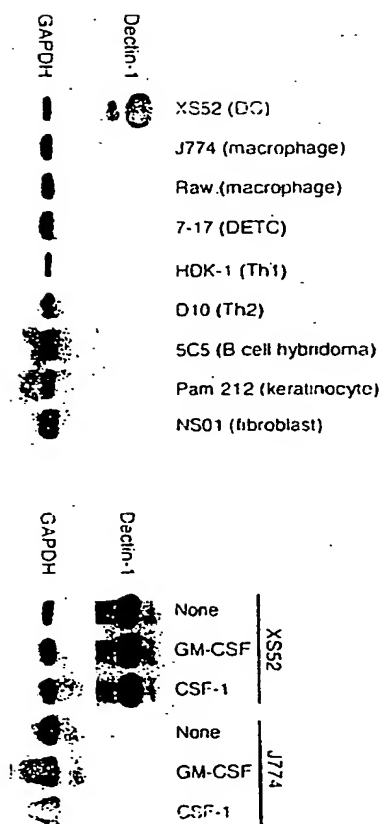 GAPDH
Dectin-1
XS52 (DC)
J774 (macrophage)
Raw (macrophage)
7-17 (DETC)
HDK-1 (Th1)
D10 (Th2)
5C5 (B cell hybridoma)
Pam 212 (keratinocyte)
NS01 (fibroblast)
GAPDH
Dectin-1
None
GM-CSF
CSF-1
XS52
None
GM-CSF
CSF-1
J774